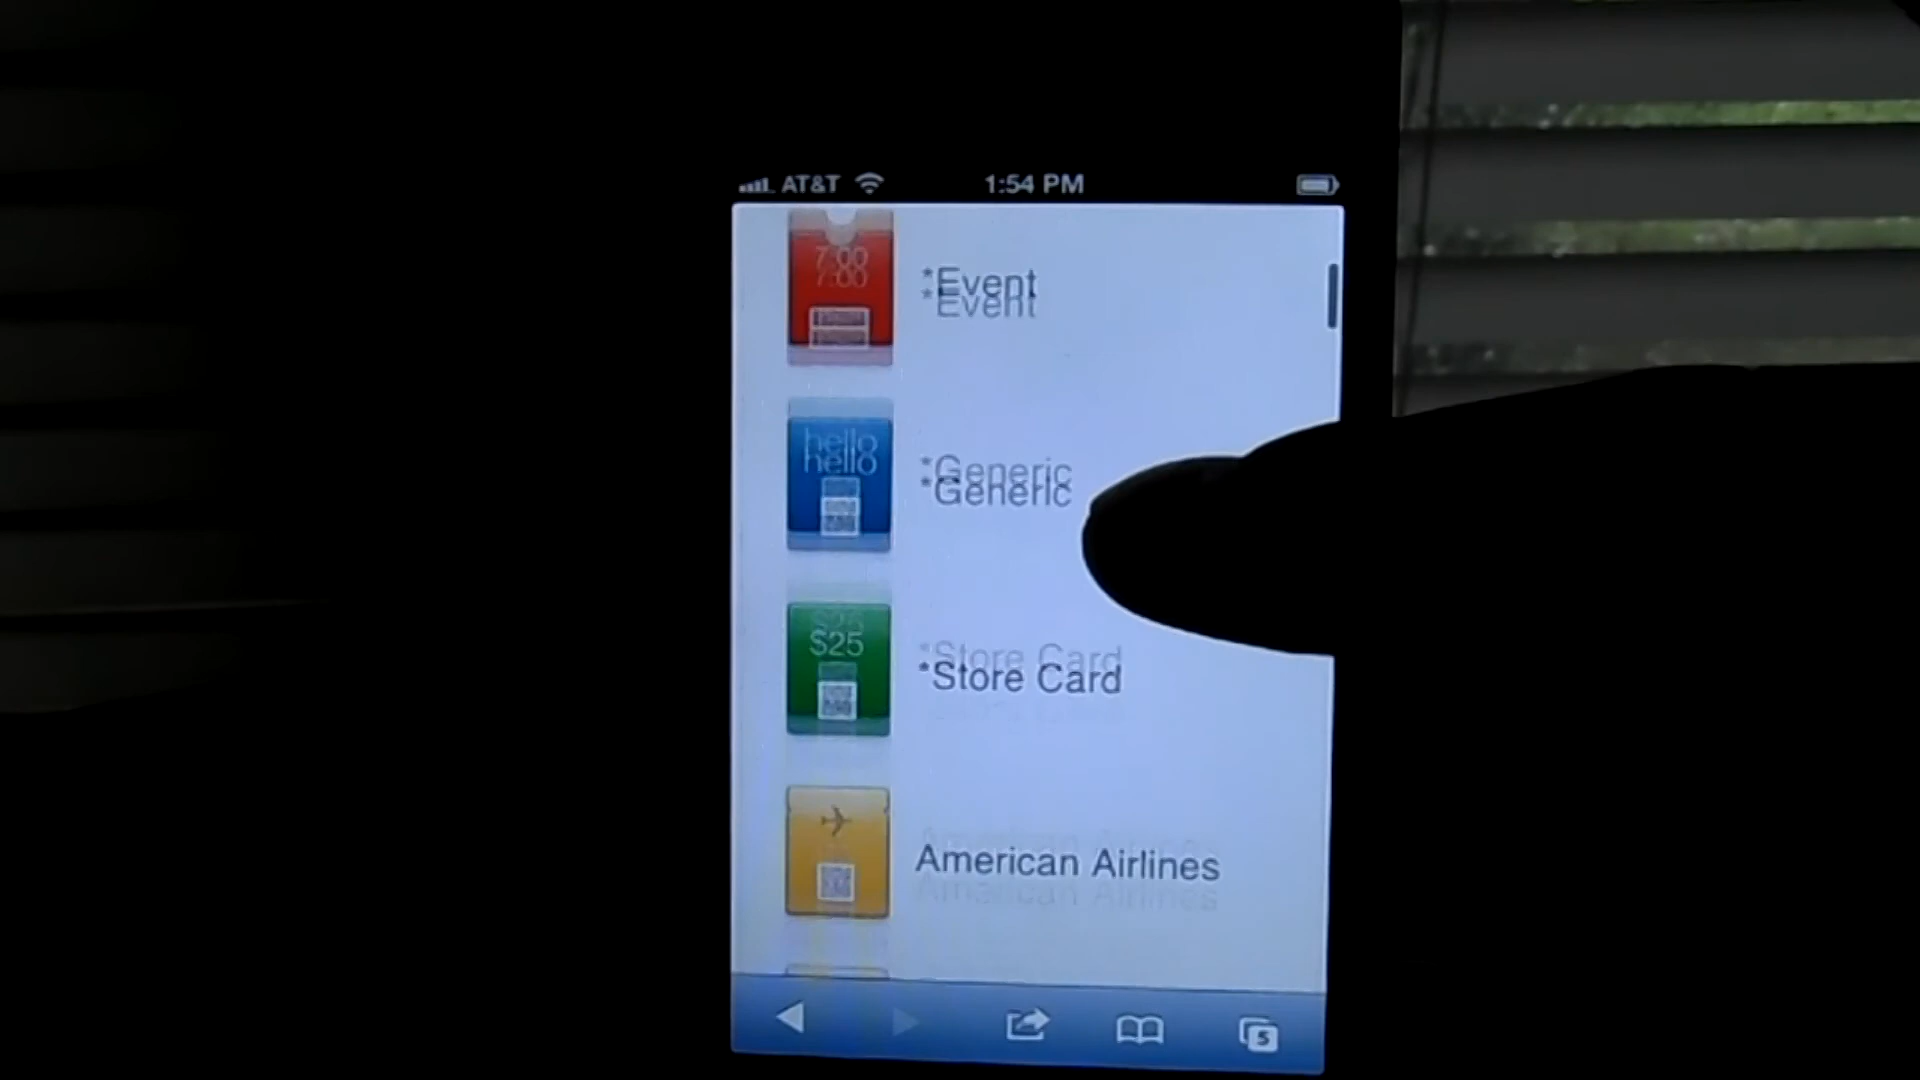 AT&T 1:54 PM
7:00
*Event
hello
*Generic
$25
*Store Card
American Airlines
5